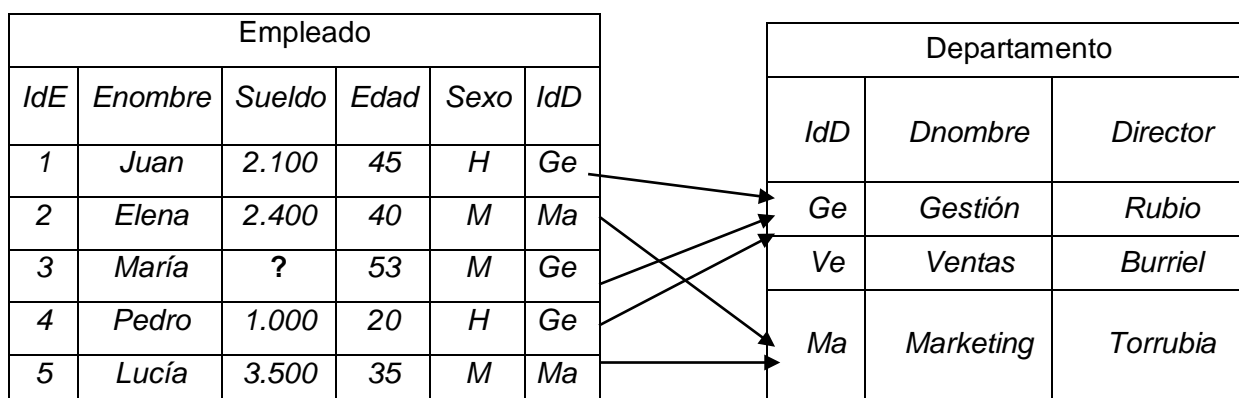 Empleado
IdE Enombre Sueldo Edad Sexo IdD
1 Juan 2.100 45 H Ge
2 Elena 2.400 40 M Ma
3 María ? 53 M Ge
4 Pedro 1.000 20 H Ge
5 Lucía 3.500 35 M Ma
Departamento
IdD Dnombre Director
Ge Gestión Rubio
Ve Ventas Burriel
Ma Marketing Torrubia